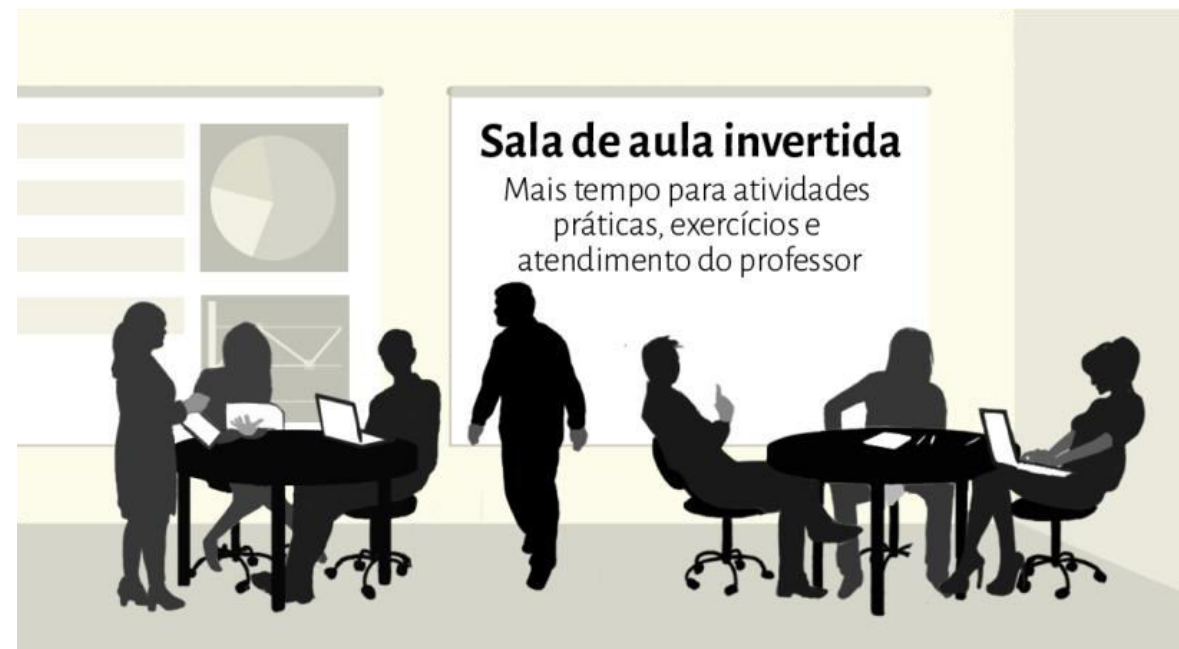 Sala de aula invertida
Mais tempo para atividades
práticas, exercícios e
atendimento do professor